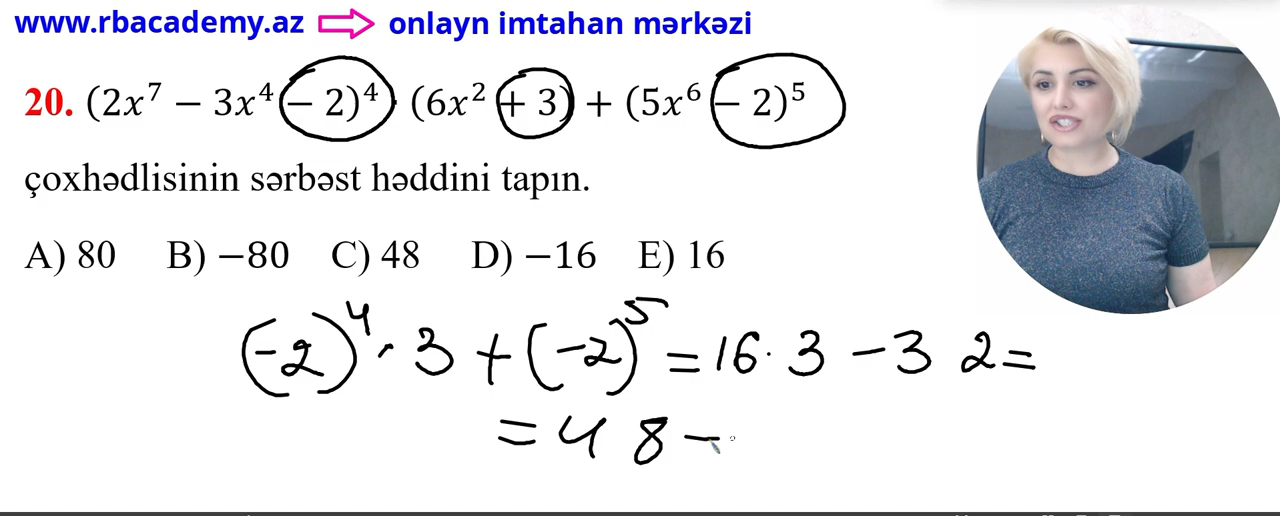 www.rbacademy.az ⇨ onlayn imtahan mərkəzi
20. (2x⁷ − 3x⁴ − 2)⁴ · (6x² + 3) + (5x⁶ − 2)⁵
çoxhədlisinin sərbəst həddini tapın.
A) 80 B) −80 C) 48 D) −16 E) 16
(-2)⁴ · 3 + (-2)⁵ = 16 · 3 - 32 =
= 48 -